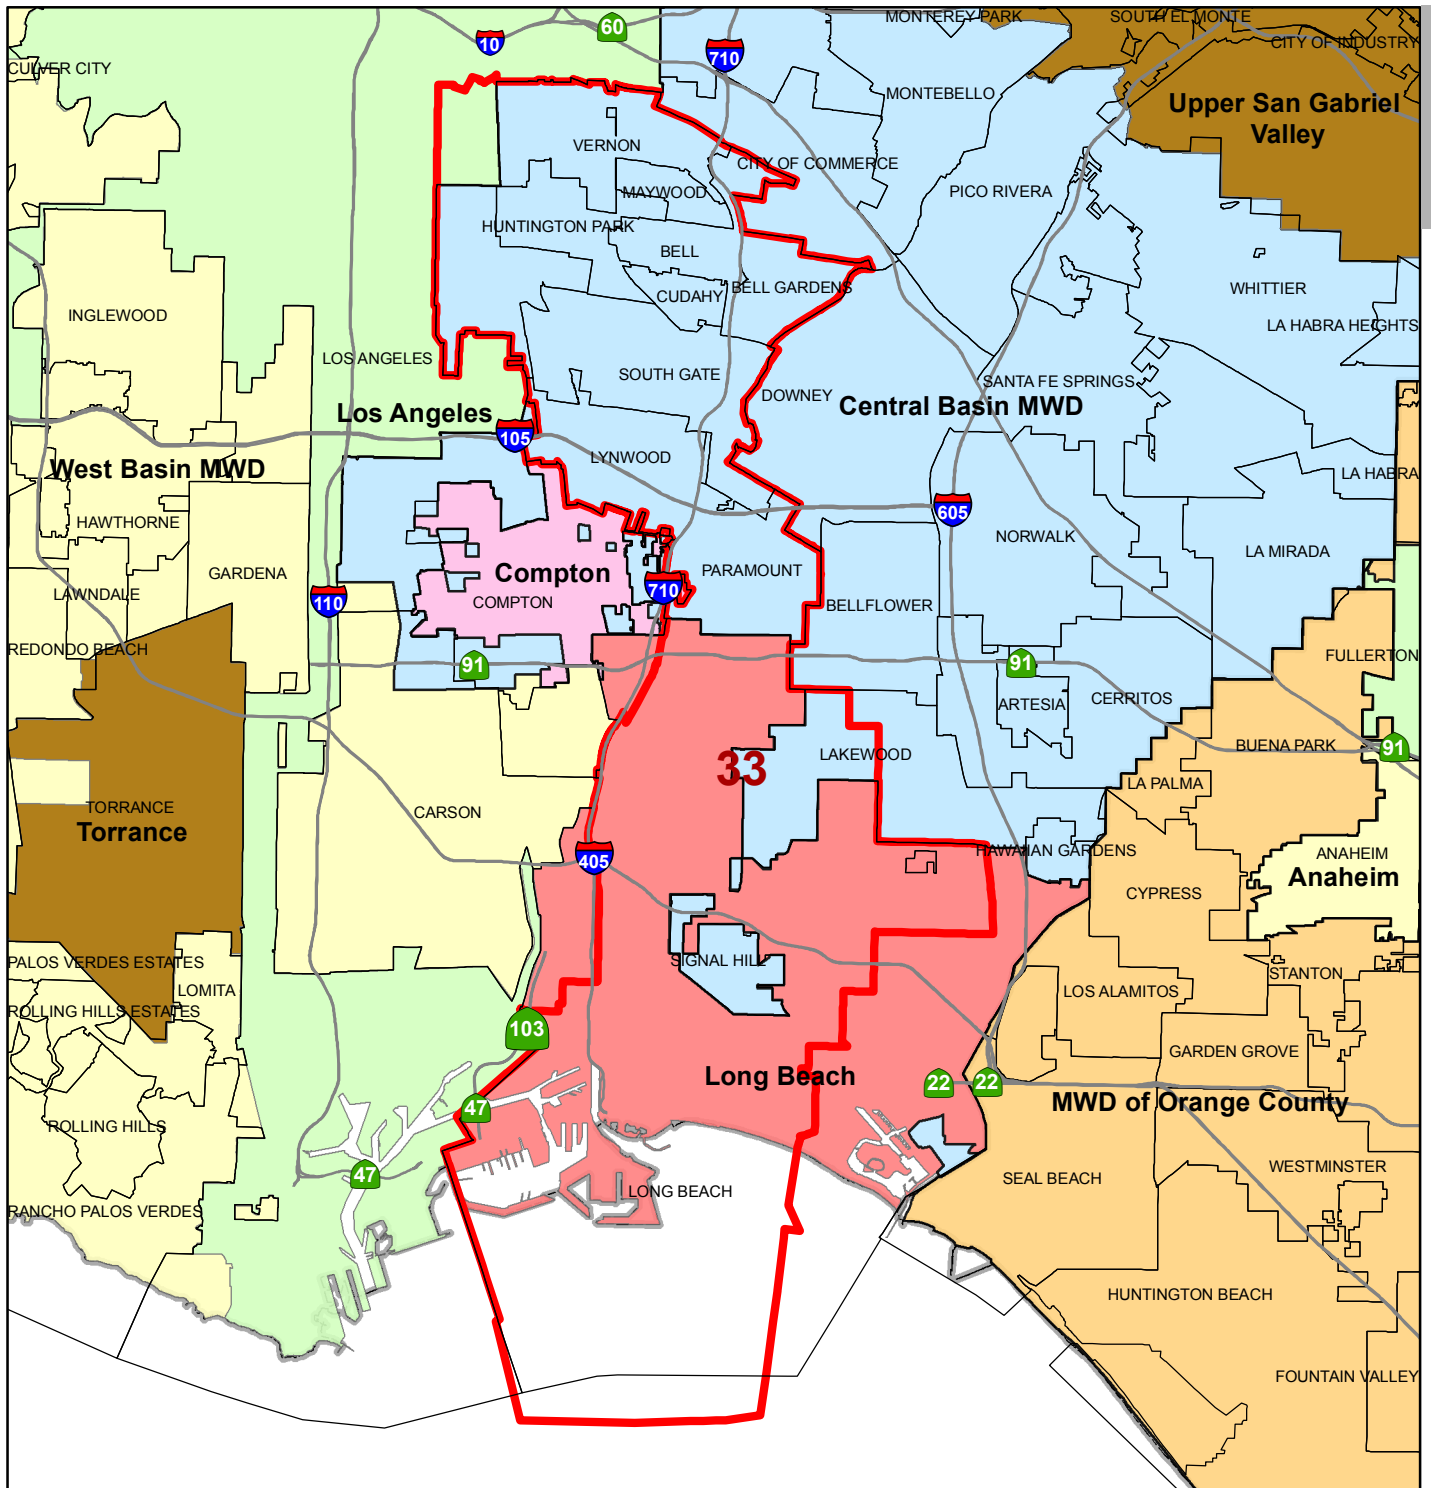 MONTEREY PARK
SOUTH EL MONTE
60
10
CITY OF INDUSTRY
710
CULVER CITY
MONTEBELLO
Upper San Gabriel
Valley
VERNON
CITY OF COMMERCE
MAYWOOD
PICO RIVERA
HUNTINGTON PARK
BELL
BELL GARDENS
CUDAHY
WHITTIER
INGLEWOOD
LA HABRA HEIGHTS
LOS ANGELES
SOUTH GATE
SANTA FE SPRINGS
DOWNEY
Central Basin MWD
Los Angeles
105
LYNWOOD
West Basin MWD
LA HABRA
605
HAWTHORNE
NORWALK
LA MIRADA
GARDENA
Compton
PARAMOUNT
LAWNDALE
110
COMPTON
710
BELLFLOWER
REDONDO BEACH
91
91
FULLERTON
ARTESIA
CERRITOS
LAKEWOOD
33
BUENA PARK
91
LA PALMA
TORRANCE
Torrance
CARSON
405
HAWAIIAN GARDENS
ANAHEIM
Anaheim
CYPRESS
PALOS VERDES ESTATES
SIGNAL HILL
STANTON
LOMITA
LOS ALAMITOS
ROLLING HILLS ESTATES
103
GARDEN GROVE
Long Beach
22
22
MWD of Orange County
47
ROLLING HILLS
47
WESTMINSTER
SEAL BEACH
LONG BEACH
RANCHO PALOS VERDES
HUNTINGTON BEACH
FOUNTAIN VALLEY